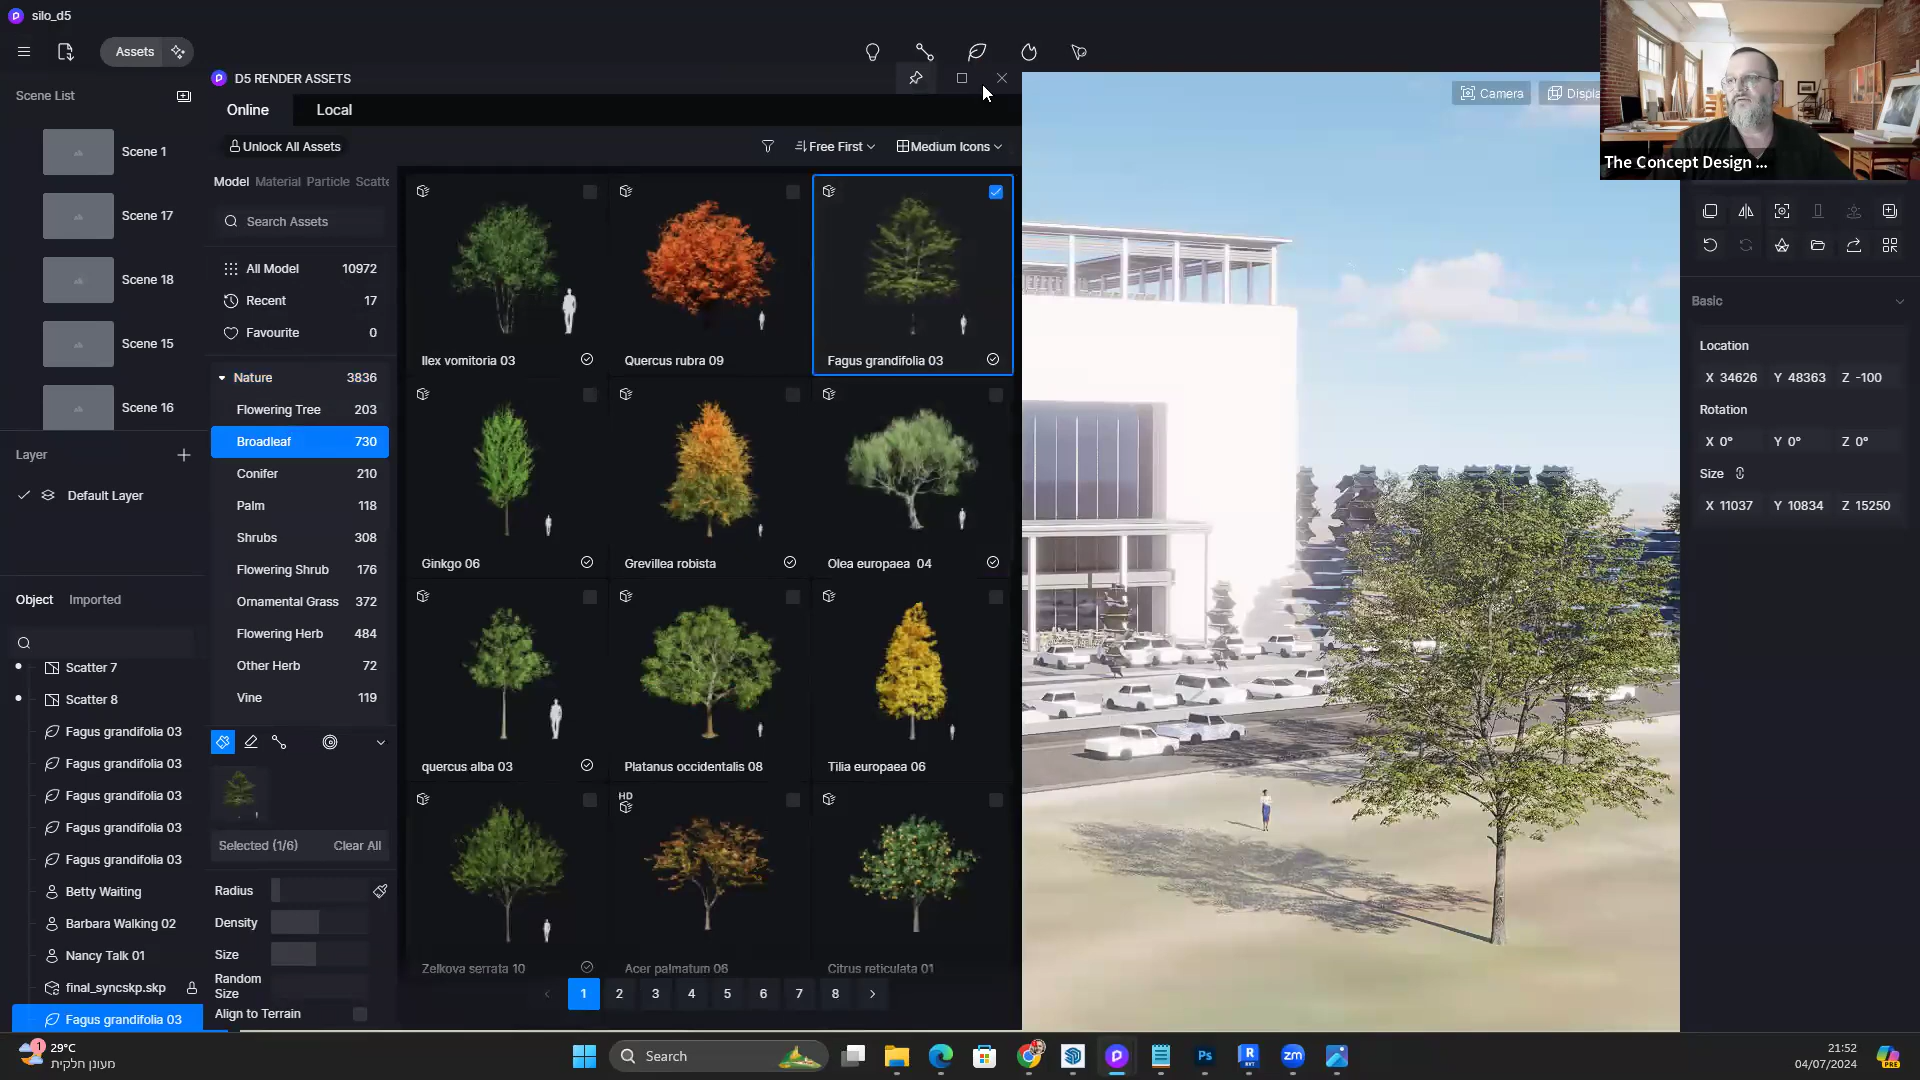 silo_d5
Assets
Scene List
Scene 1
Scene 17
Scene 18
Scene 15
Scene 16
Layer
Default Layer
Object
Imported
Scatter 7
Scatter 8
Fagus grandifolia 03
Fagus grandifolia 03
Fagus grandifolia 03
Fagus grandifolia 03
Fagus grandifolia 03
Betty Waiting
Barbara Walking 02
Nancy Talk 01
final_syncskp.skp
Fagus grandifolia 03
D5 RENDER ASSETS
Online
Local
Unlock All Assets
Free First
Medium Icons
Model Material Particle Scatte
Search Assets
All Model 10972
Recent 17
Favourite 0
Nature 3836
Flowering Tree 203
Broadleaf 730
Conifer 210
Palm 118
Shrubs 308
Flowering Shrub 176
Ornamental Grass 372
Flowering Herb 484
Other Herb 72
Vine 119
Selected (1/6)
Clear All
Radius
Density
Size
Random
Size
Align to Terrain
Ilex vomitoria 03
Quercus rubra 09
Fagus grandifolia 03
Ginkgo 06
Grevillea robista
Olea europaea 04
quercus alba 03
Platanus occidentalis 08
Tilia europaea 06
HD
Zelkova serrata 10
Acer palmatum 06
Citrus reticulata 01
1 2 3 4 5 6 7 8
Camera
Displa
The Concept Design ...
Basic
Location
X 34626 Y 48363 Z -100
Rotation
X 0° Y 0° Z 0°
Size
X 11037 Y 10834 Z 15250
1
29°C
מעונן חלקית
Search
Ps
R
RVT
zm
21:52
04/07/2024
PRE